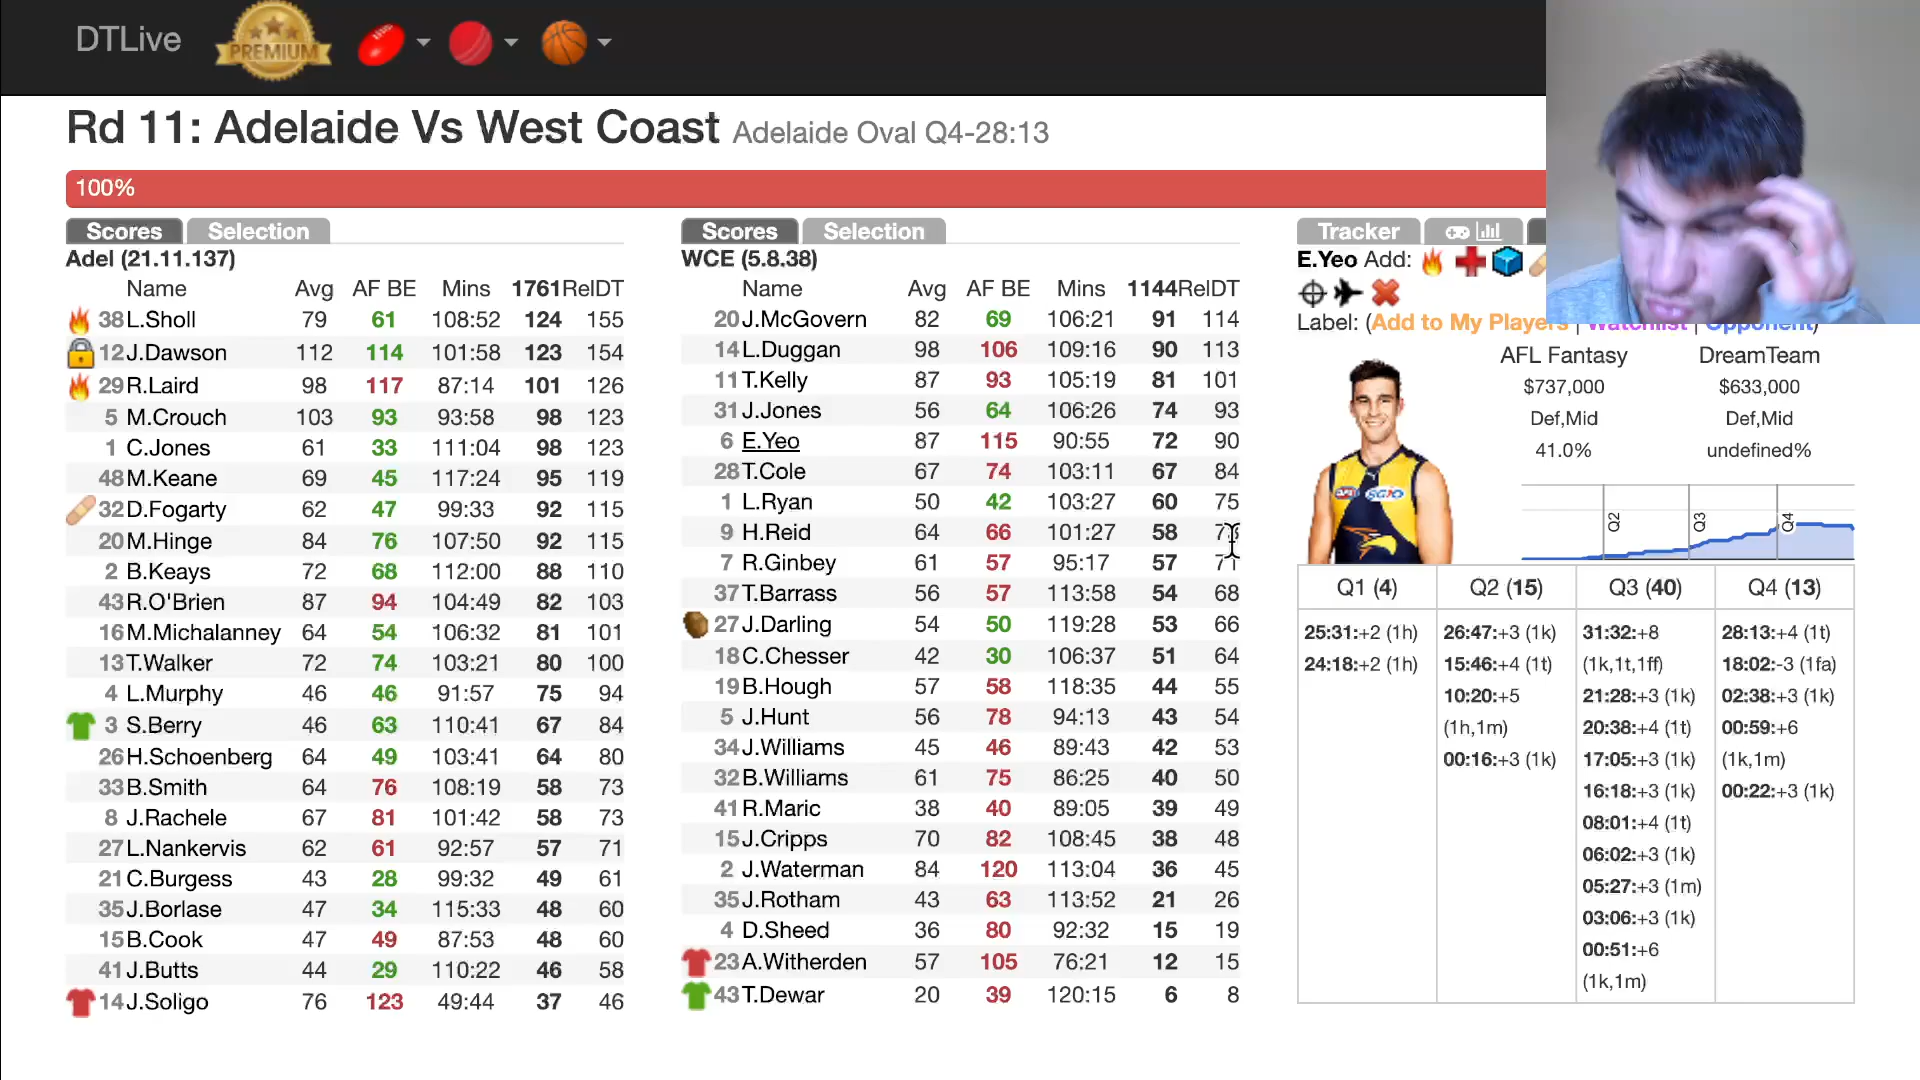 DTLive
PREMIUM
Rd 11: Adelaide Vs West Coast Adelaide Oval Q4-28:13
100%
Scores Selection
Adel (21.11.137)
Name Avg AF BE Mins 1761 RelDT
38 L.Sholl 79 61 108:52 124 155
12 J.Dawson 112 114 101:58 123 154
29 R.Laird 98 117 87:14 101 126
5 M.Crouch 103 93 93:58 98 123
1 C.Jones 61 33 111:04 98 123
48 M.Keane 69 45 117:24 95 119
32 D.Fogarty 62 47 99:33 92 115
20 M.Hinge 84 76 107:50 92 115
2 B.Keays 72 68 112:00 88 110
43 R.O'Brien 87 94 104:49 82 103
16 M.Michalanney 64 54 106:32 81 101
13 T.Walker 72 74 103:21 80 100
4 L.Murphy 46 46 91:57 75 94
3 S.Berry 46 63 110:41 67 84
26 H.Schoenberg 64 49 103:41 64 80
33 B.Smith 64 76 108:19 58 73
8 J.Rachele 67 81 101:42 58 73
27 L.Nankervis 62 61 92:57 57 71
21 C.Burgess 43 28 99:32 49 61
35 J.Borlase 47 34 115:33 48 60
15 B.Cook 47 49 87:53 48 60
41 J.Butts 44 29 110:22 46 58
14 J.Soligo 76 123 49:44 37 46
Scores Selection
WCE (5.8.38)
Name Avg AF BE Mins 1144 RelDT
20 J.McGovern 82 69 106:21 91 114
14 L.Duggan 98 106 109:16 90 113
11 T.Kelly 87 93 105:19 81 101
31 J.Jones 56 64 106:26 74 93
6 E.Yeo 87 115 90:55 72 90
28 T.Cole 67 74 103:11 67 84
1 L.Ryan 50 42 103:27 60 75
9 H.Reid 64 66 101:27 58
7 R.Ginbey 61 57 95:17 57
37 T.Barrass 56 57 113:58 54 68
27 J.Darling 54 50 119:28 53 66
18 C.Chesser 42 30 106:37 51 64
19 B.Hough 57 58 118:35 44 55
5 J.Hunt 56 78 94:13 43 54
34 J.Williams 45 46 89:43 42 53
32 B.Williams 61 75 86:25 40 50
41 R.Maric 38 40 89:05 39 49
15 J.Cripps 70 82 108:45 38 48
2 J.Waterman 84 120 113:04 36 45
35 J.Rotham 43 63 113:52 21 26
4 D.Sheed 36 80 92:32 15 19
23 A.Witherden 57 105 76:21 12 15
43 T.Dewar 20 39 120:15 6 8
Tracker
E.Yeo Add:
Label: (Add to My Players | Watchlist | Opponent)
AFL Fantasy DreamTeam
$737,000 $633,000
Def,Mid Def,Mid
41.0% undefined%
Q2 Q3 Q4
Q1 (4) Q2 (15) Q3 (40) Q4 (13)
25:31:+2 (1h)
24:18:+2 (1h)
26:47:+3 (1k)
15:46:+4 (1t)
10:20:+5
(1h,1m)
00:16:+3 (1k)
31:32:+8
(1k,1t,1ff)
21:28:+3 (1k)
20:38:+4 (1t)
17:05:+3 (1k)
16:18:+3 (1k)
08:01:+4 (1t)
06:02:+3 (1k)
05:27:+3 (1m)
03:06:+3 (1k)
00:51:+6
(1k,1m)
28:13:+4 (1t)
18:02:-3 (1fa)
02:38:+3 (1k)
00:59:+6
(1k,1m)
00:22:+3 (1k)